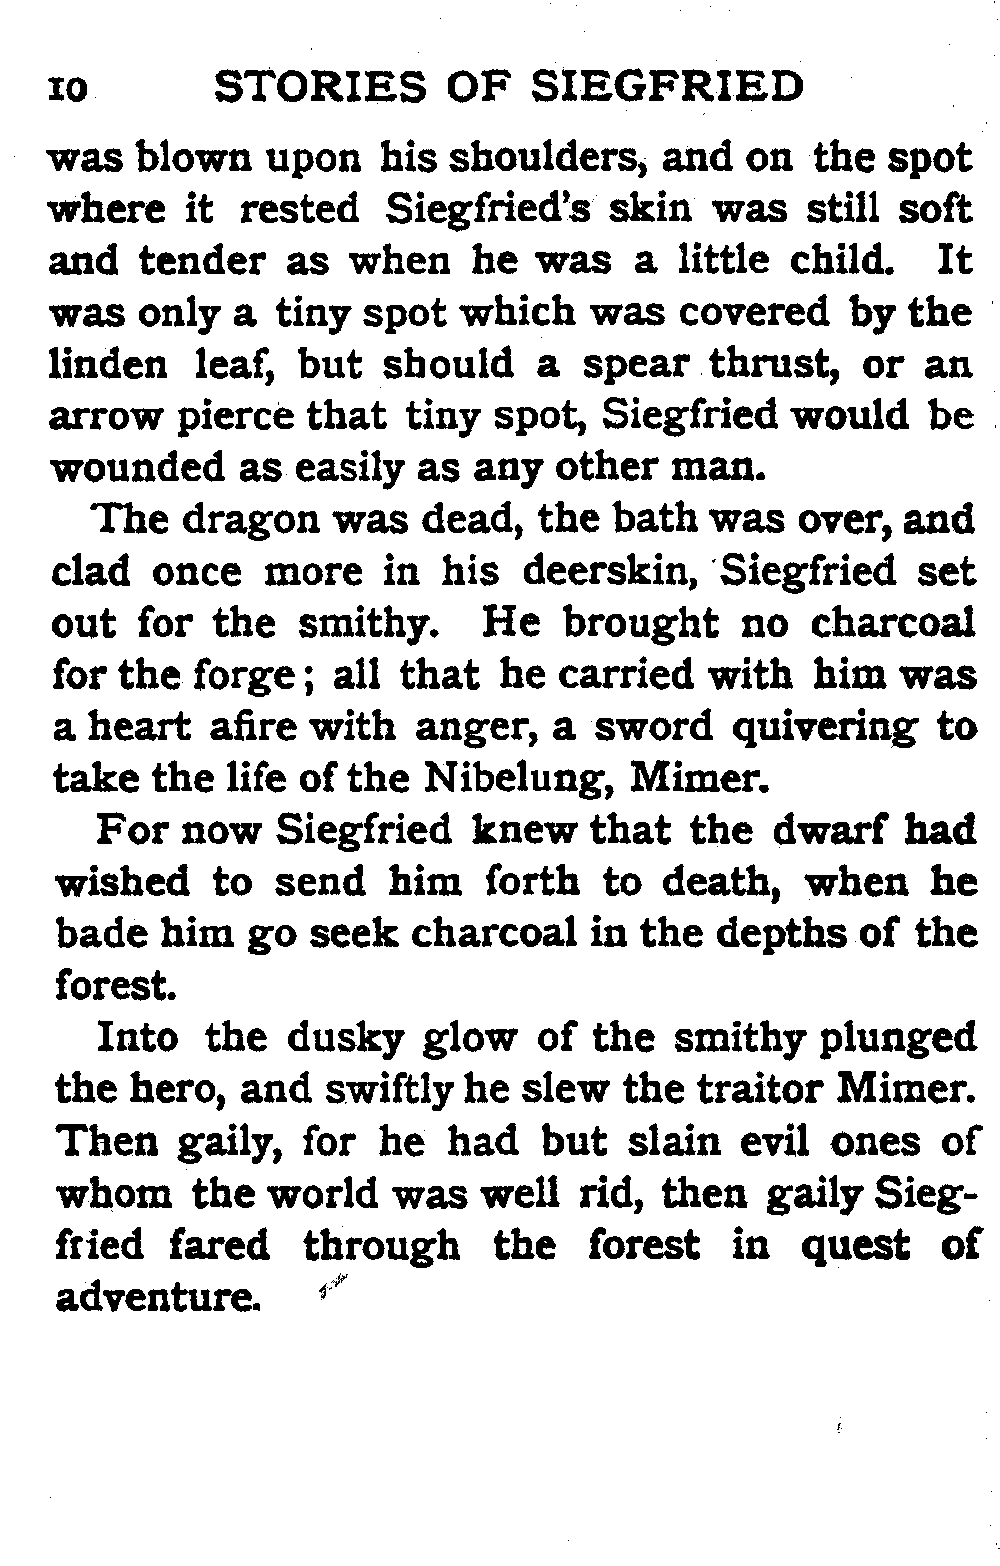 10 STORIES OF SIEGFRIED
was blown upon his shoulders, and on the spot
where it rested Siegfried's skin was still soft
and tender as when he was a little child. It
was only a tiny spot which was covered by the
linden leaf, but should a spear thrust, or an
arrow pierce that tiny spot, Siegfried would be
wounded as easily as any other man.
The dragon was dead, the bath was over, and
clad once more in his deerskin, Siegfried set
out for the smithy. He brought no charcoal
for the forge; all that he carried with him was
a heart afire with anger, a sword quivering to
take the life of the Nibelung, Mimer.
For now Siegfried knew that the dwarf had
wished to send him forth to death, when he
bade him go seek charcoal in the depths of the
forest.
Into the dusky glow of the smithy plunged
the hero, and swiftly he slew the traitor Mimer.
Then gaily, for he had but slain evil ones of
whom the world was well rid, then gaily Sieg-
fried fared through the forest in quest of
adventure.